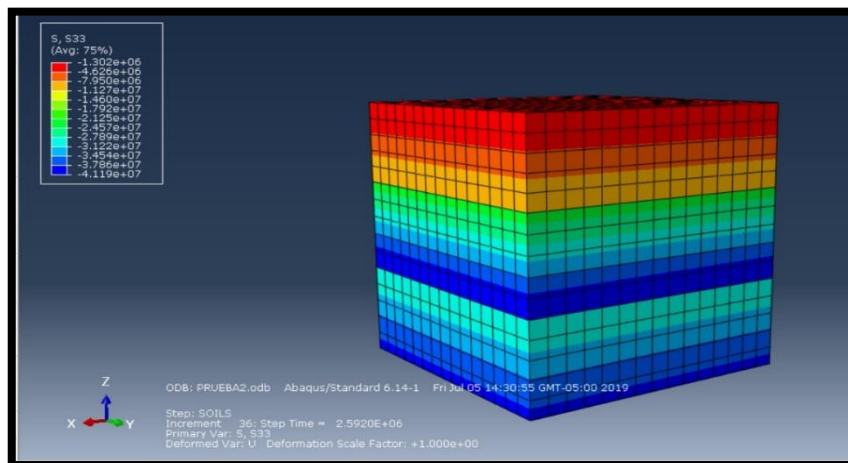 S, S33
(Avg: 75%)
-1.302e+06
-4.626e+06
-7.950e+06
-1.127e+07
-1.460e+07
-1.792e+07
-2.125e+07
-2.457e+07
-2.789e+07
-3.122e+07
-3.454e+07
-3.786e+07
-4.119e+07
Z
X
Y
ODB: PRUEBA2.odb Abaqus/Standard 6.14-1 Fri Jul 05 14:30:55 GMT-05:00 2019
Step: SOILS
Increment 36: Step Time = 2.5920E+06
Primary Var: S, S33
Deformed Var: U Deformation Scale Factor: +1.000e+00